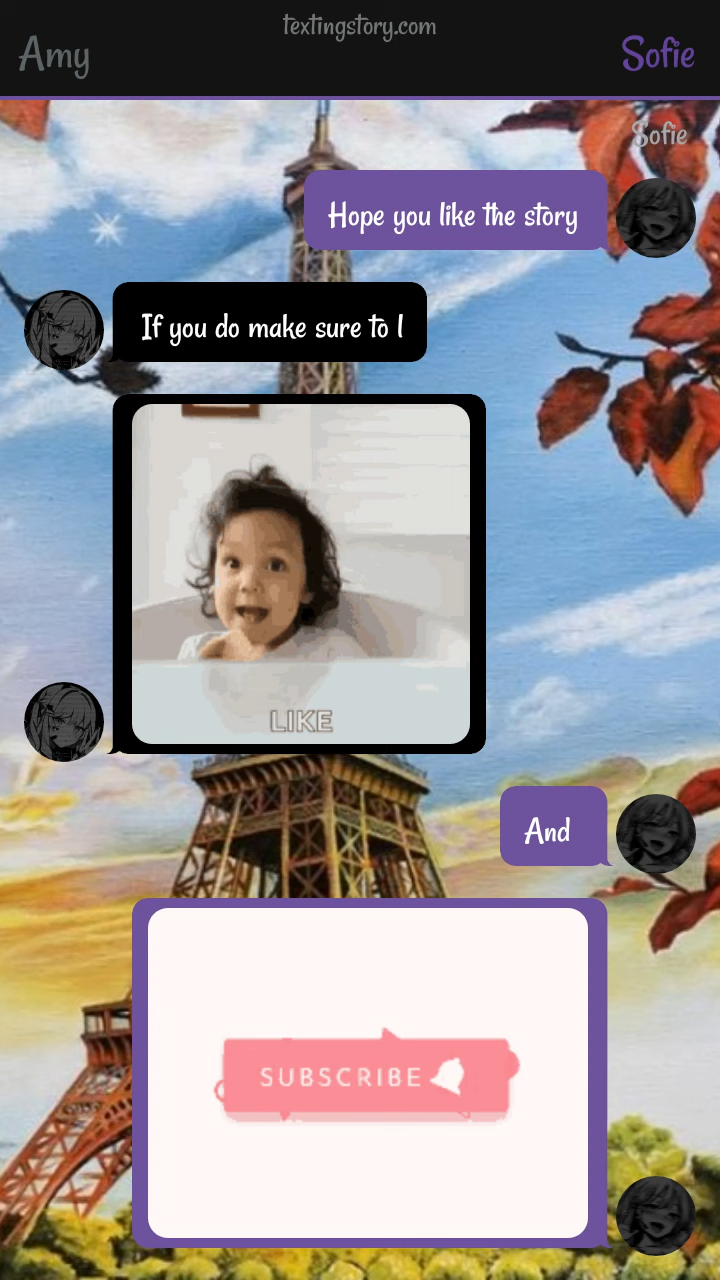 textingstory.com
Amy
Sofie
Sofie
Hope you like the story
If you do make sure to l
LIKE
And
SUBSCRIBE